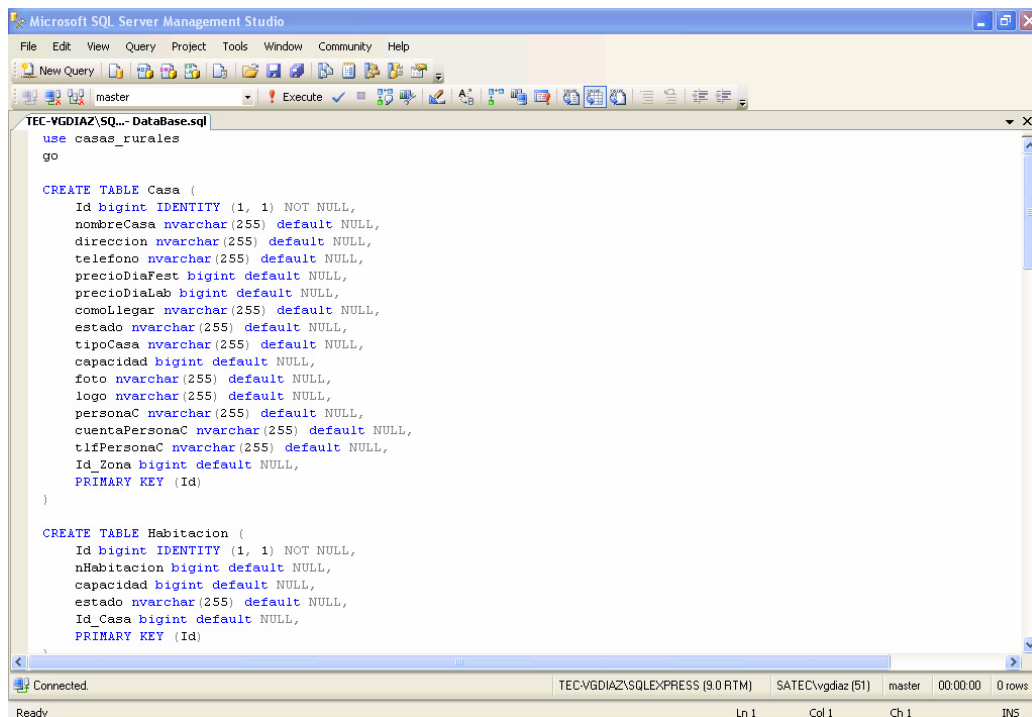 Microsoft SQL Server Management Studio
File Edit View Query Project Tools Window Community Help
New Query
master Execute
TEC-VGDIAZ\SQ...- DataBase.sql
use casas_rurales
go
CREATE TABLE Casa (
Id bigint IDENTITY (1, 1) NOT NULL,
nombreCasa nvarchar(255) default NULL,
direccion nvarchar(255) default NULL,
telefono nvarchar(255) default NULL,
precioDiaFest bigint default NULL,
precioDiaLab bigint default NULL,
comoLlegar nvarchar(255) default NULL,
estado nvarchar(255) default NULL,
tipoCasa nvarchar(255) default NULL,
capacidad bigint default NULL,
foto nvarchar(255) default NULL,
logo nvarchar(255) default NULL,
personaC nvarchar(255) default NULL,
cuentaPersonaC nvarchar(255) default NULL,
tlfPersonaC nvarchar(255) default NULL,
Id_Zona bigint default NULL,
PRIMARY KEY (Id)
)
CREATE TABLE Habitacion (
Id bigint IDENTITY (1, 1) NOT NULL,
nHabitacion bigint default NULL,
capacidad bigint default NULL,
estado nvarchar(255) default NULL,
Id_Casa bigint default NULL,
PRIMARY KEY (Id)
)
Connected. TEC-VGDIAZ\SQLEXPRESS (9.0 RTM) SATEC\vgdiaz (51) master 00:00:00 0 rows
Ready Ln 1 Col 1 Ch 1 INS